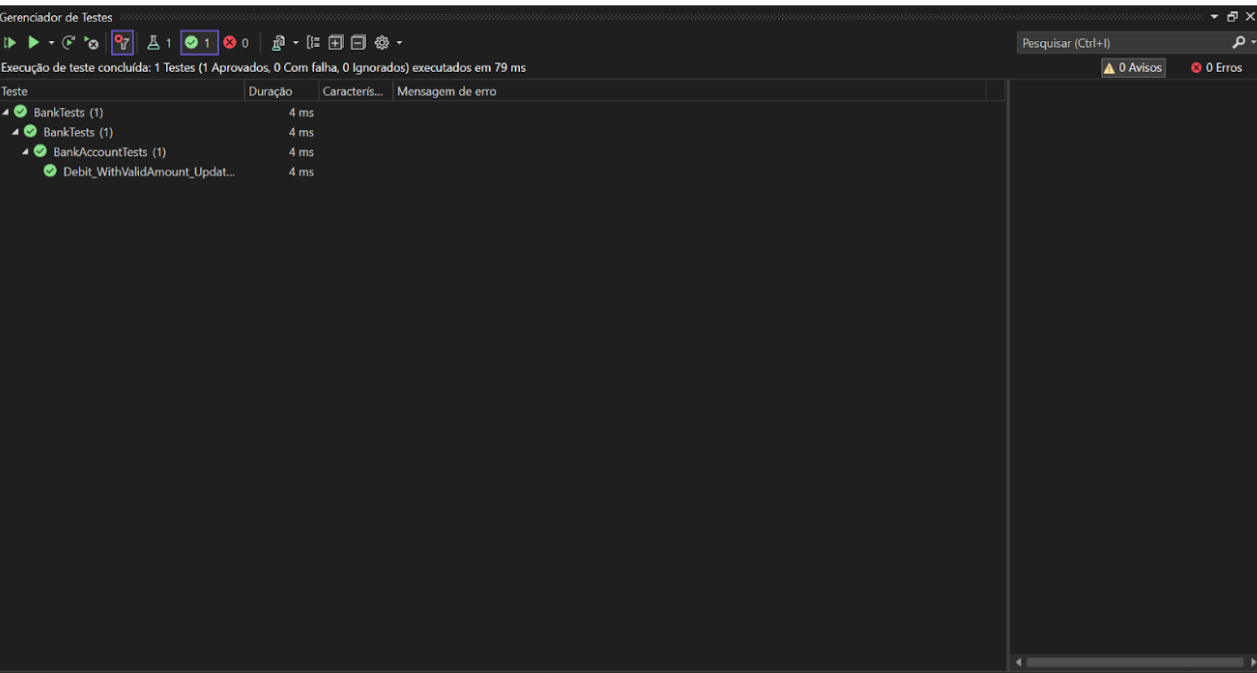 Gerenciador de Testes
1 1 0 Pesquisar (Ctrl+I)
Execução de teste concluída: 1 Testes (1 Aprovados, 0 Com falha, 0 Ignorados) executados em 79 ms 0 Avisos 0 Erros
Teste Duração Caracterís... Mensagem de erro
BankTests (1) 4 ms
BankTests (1) 4 ms
BankAccountTests (1) 4 ms
Debit_WithValidAmount_Updat... 4 ms